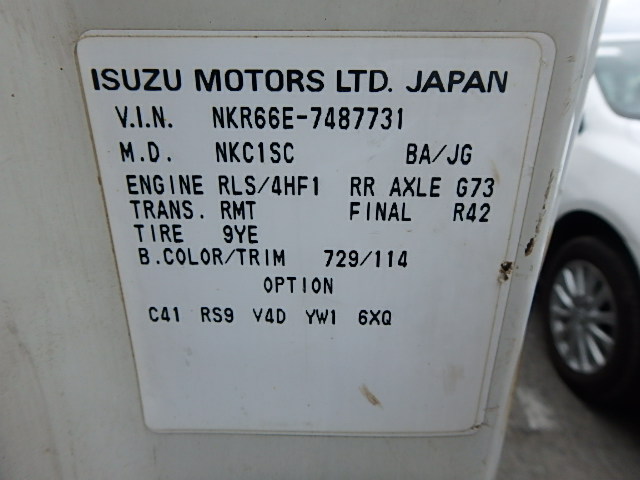 ISUZU MOTORS LTD. JAPAN
V.I.N. NKR66E-7487731
M.D. NKC1SC BA/JG
ENGINE RLS/4HF1 RR AXLE G73
TRANS. RMT FINAL R42
TIRE 9YE
B.COLOR/TRIM 729/114
OPTION
C41 RS9 V4D YW1 6XQ